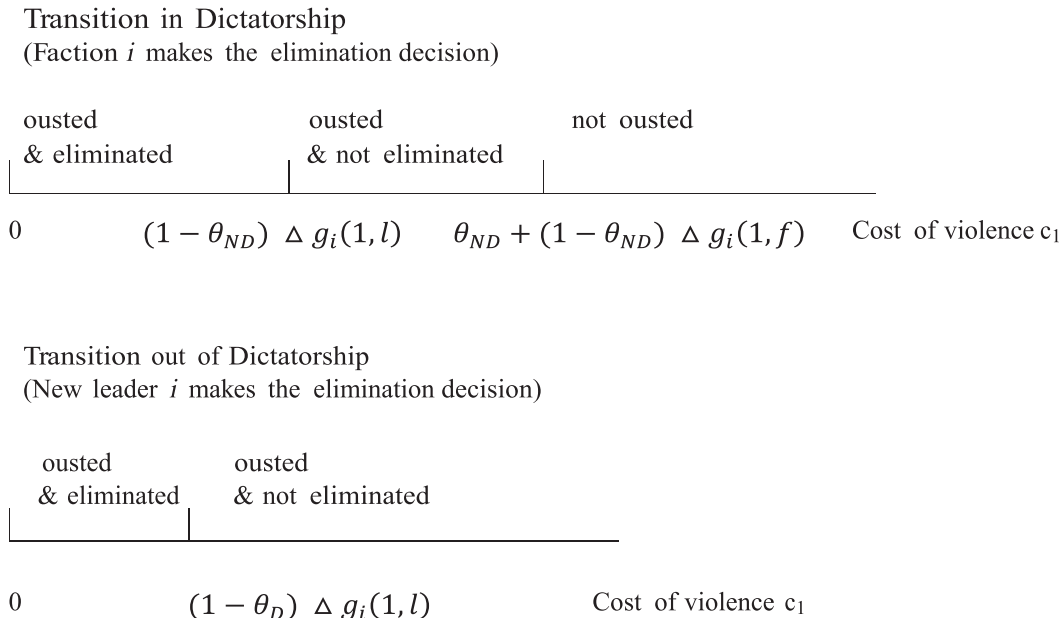 Transition in Dictatorship
(Faction i makes the elimination decision)
ousted ousted not ousted
& eliminated & not eliminated
0 (1 − θ_ND) △ g_i(1, l) θ_ND + (1 − θ_ND) △ g_i(1, f) Cost of violence c₁
Transition out of Dictatorship
(New leader i makes the elimination decision)
ousted ousted
& eliminated & not eliminated
0 (1 − θ_D) △ g_i(1, l) Cost of violence c₁